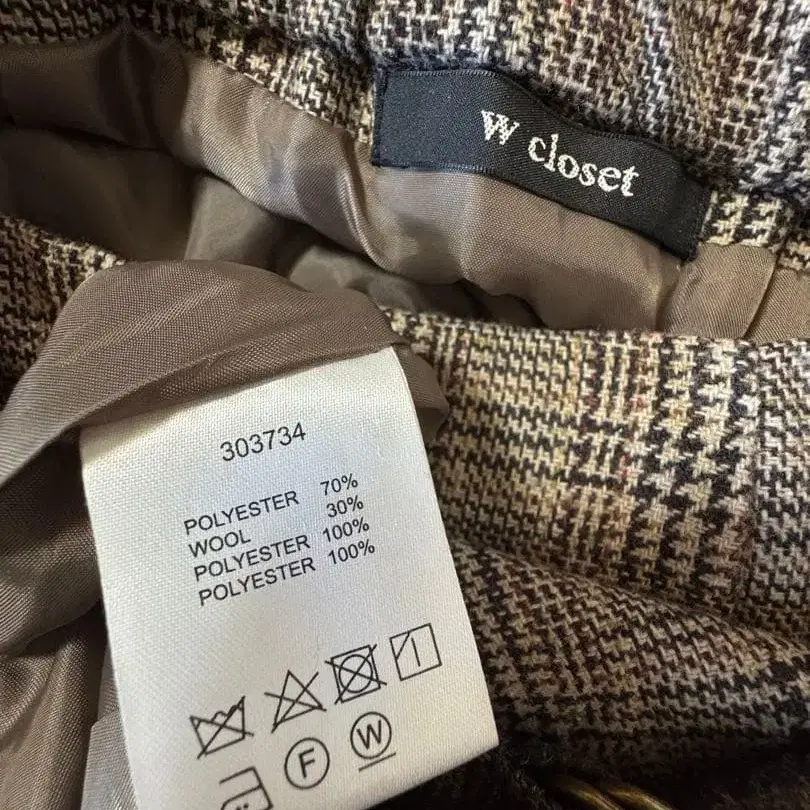 W closet
303734
POLYESTER 70%
WOOL 30%
POLYESTER 100%
POLYESTER 100%
F
W